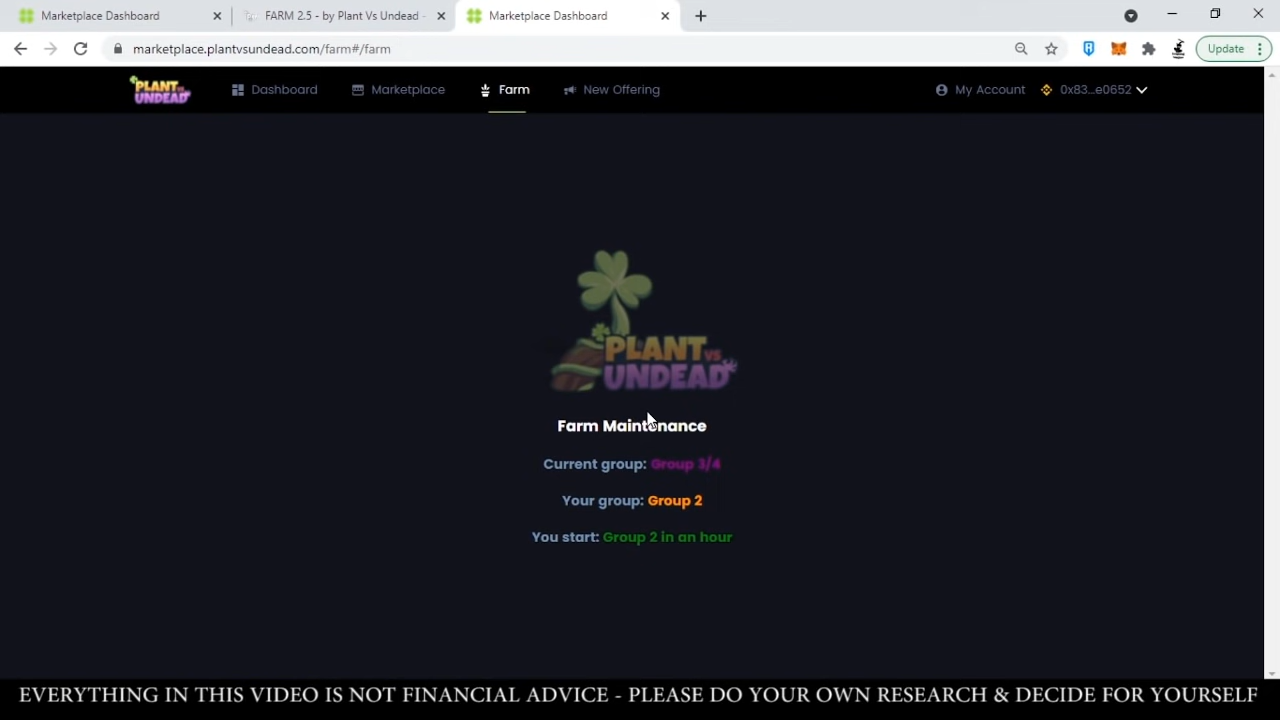 Marketplace Dashboard
FARM 2.5 - by Plant Vs Undead -
Marketplace Dashboard
marketplace.plantvsundead.com/farm#/farm
Update
PLANT VS UNDEAD
Dashboard
Marketplace
Farm
New Offering
My Account
0x83...e0652
PLANT VS
UNDEAD
Farm Maintenance
Current group: Group 3/4
Your group: Group 2
You start: Group 2 in an hour
EVERYTHING IN THIS VIDEO IS NOT FINANCIAL ADVICE - PLEASE DO YOUR OWN RESEARCH & DECIDE FOR YOURSELF